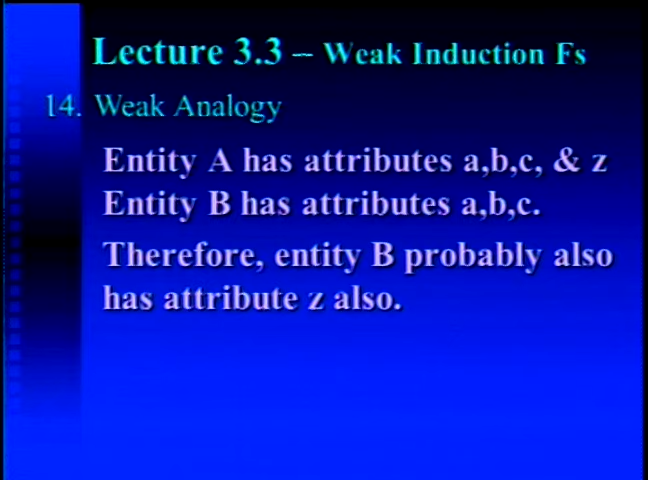 Lecture 3.3 – Weak Induction Fs
14. Weak Analogy
Entity A has attributes a,b,c, & z
Entity B has attributes a,b,c.
Therefore, entity B probably also
has attribute z also.